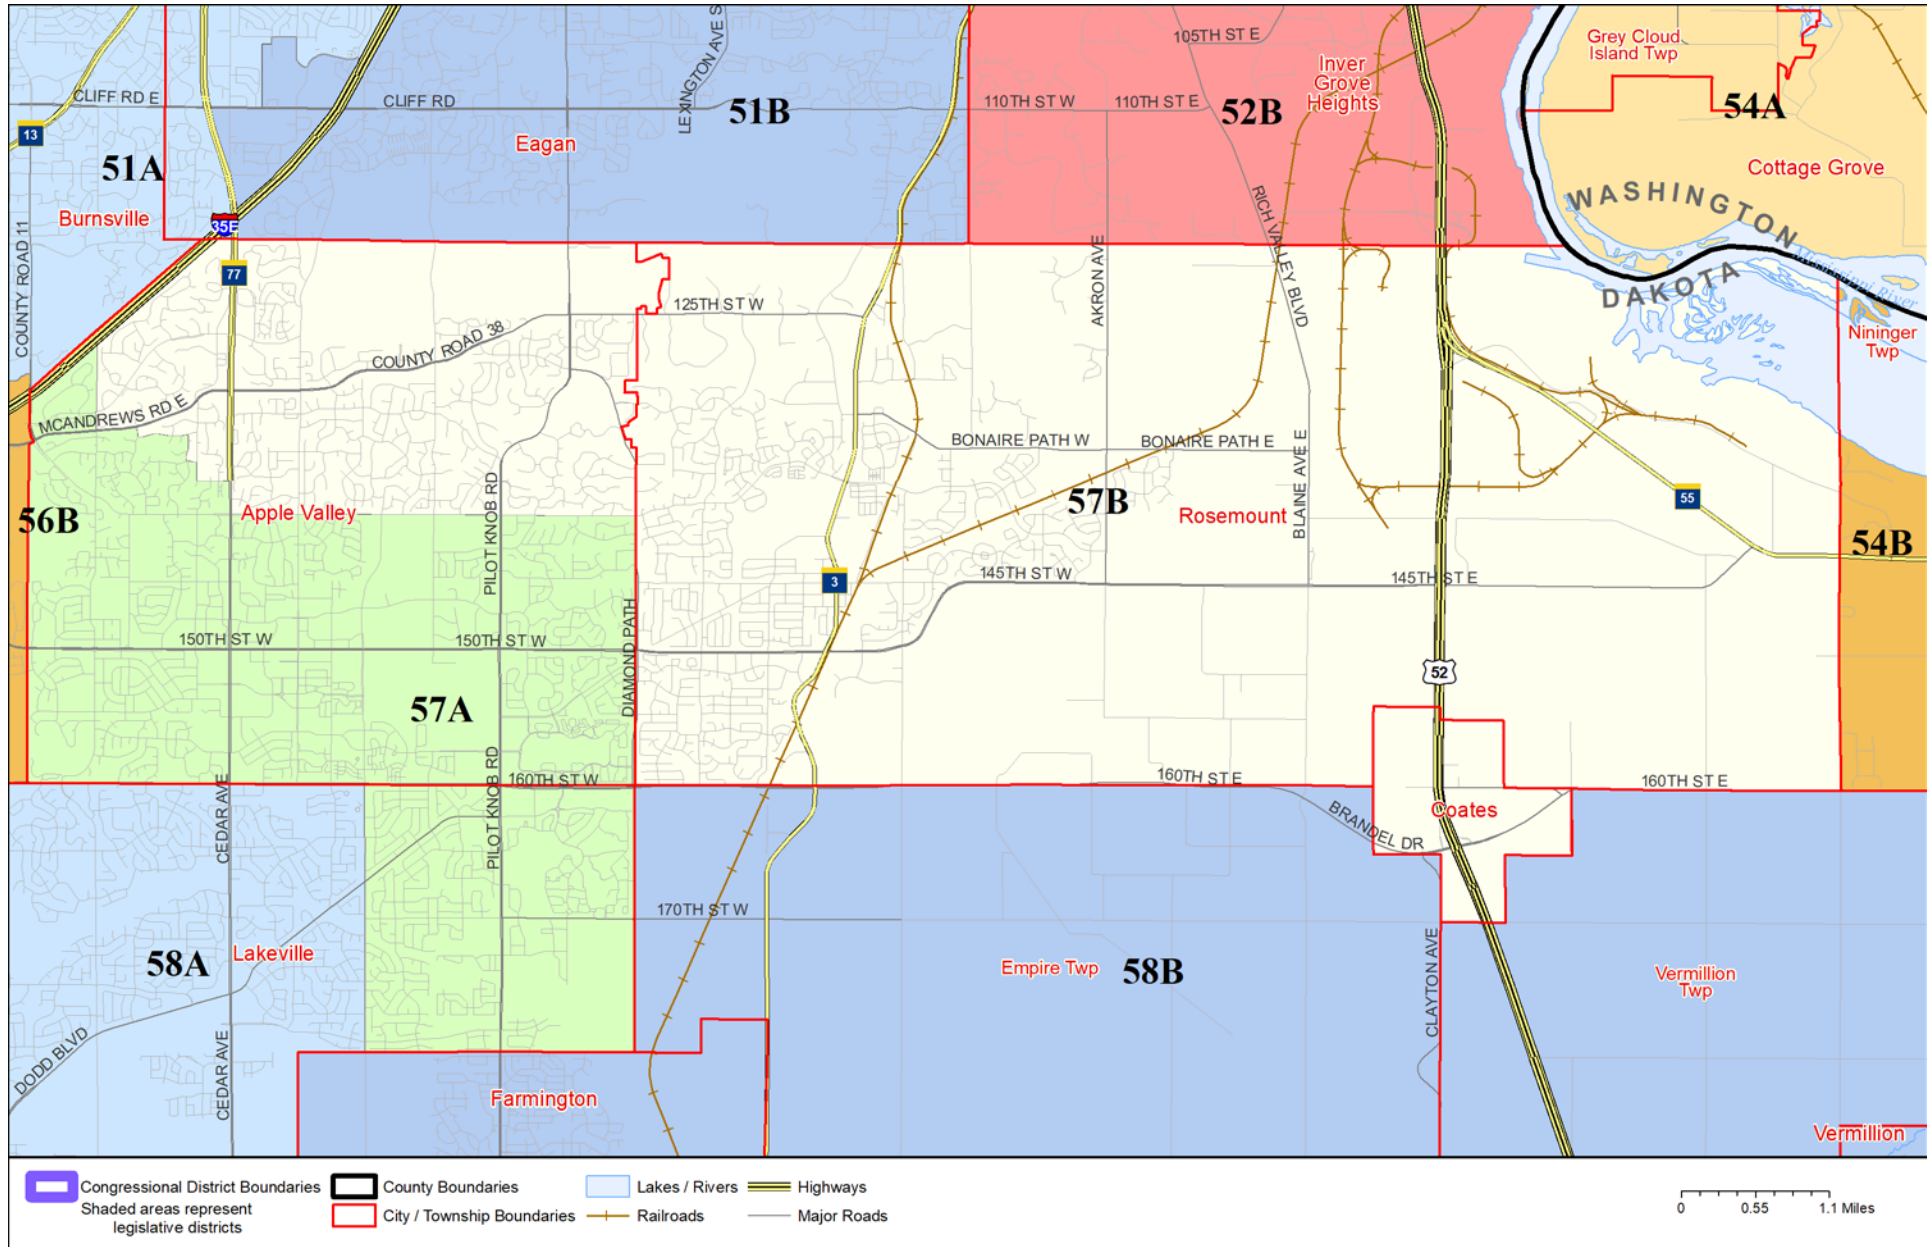 105TH ST E
Grey Cloud
Island Twp
Inver
Grove
Heights
LEXINGTON AVE S
CLIFF RD E
CLIFF RD
51B
110TH ST W
110TH ST E
52B
54A
13
Eagan
51A
Cottage Grove
Burnsville
WASHINGTON
35E
RICH VALLEY BLVD
COUNTY ROAD 11
77
AKRON AVE
DAKOTA
Mississippi River
125TH ST W
COUNTY ROAD 38
Nininger
Twp
MCANDREWS RD E
BONAIRE PATH W
BONAIRE PATH E
BLAINE AVE E
56B
Apple Valley
PILOT KNOB RD
57B
Rosemount
55
54B
3
145TH ST W
145TH ST E
150TH ST W
150TH ST W
DIAMOND PATH
52
57A
160TH ST W
160TH ST E
160TH ST E
CEDAR AVE
PILOT KNOB RD
Coates
BRANDEL DR
170TH ST W
58A
Lakeville
Empire Twp
58B
CLAYTON AVE
Vermillion
Twp
DODD BLVD
CEDAR AVE
Farmington
Vermillion
Congressional District Boundaries
Shaded areas represent
legislative districts
County Boundaries
City / Township Boundaries
Lakes / Rivers
Railroads
Highways
Major Roads
0 0.55 1.1 Miles